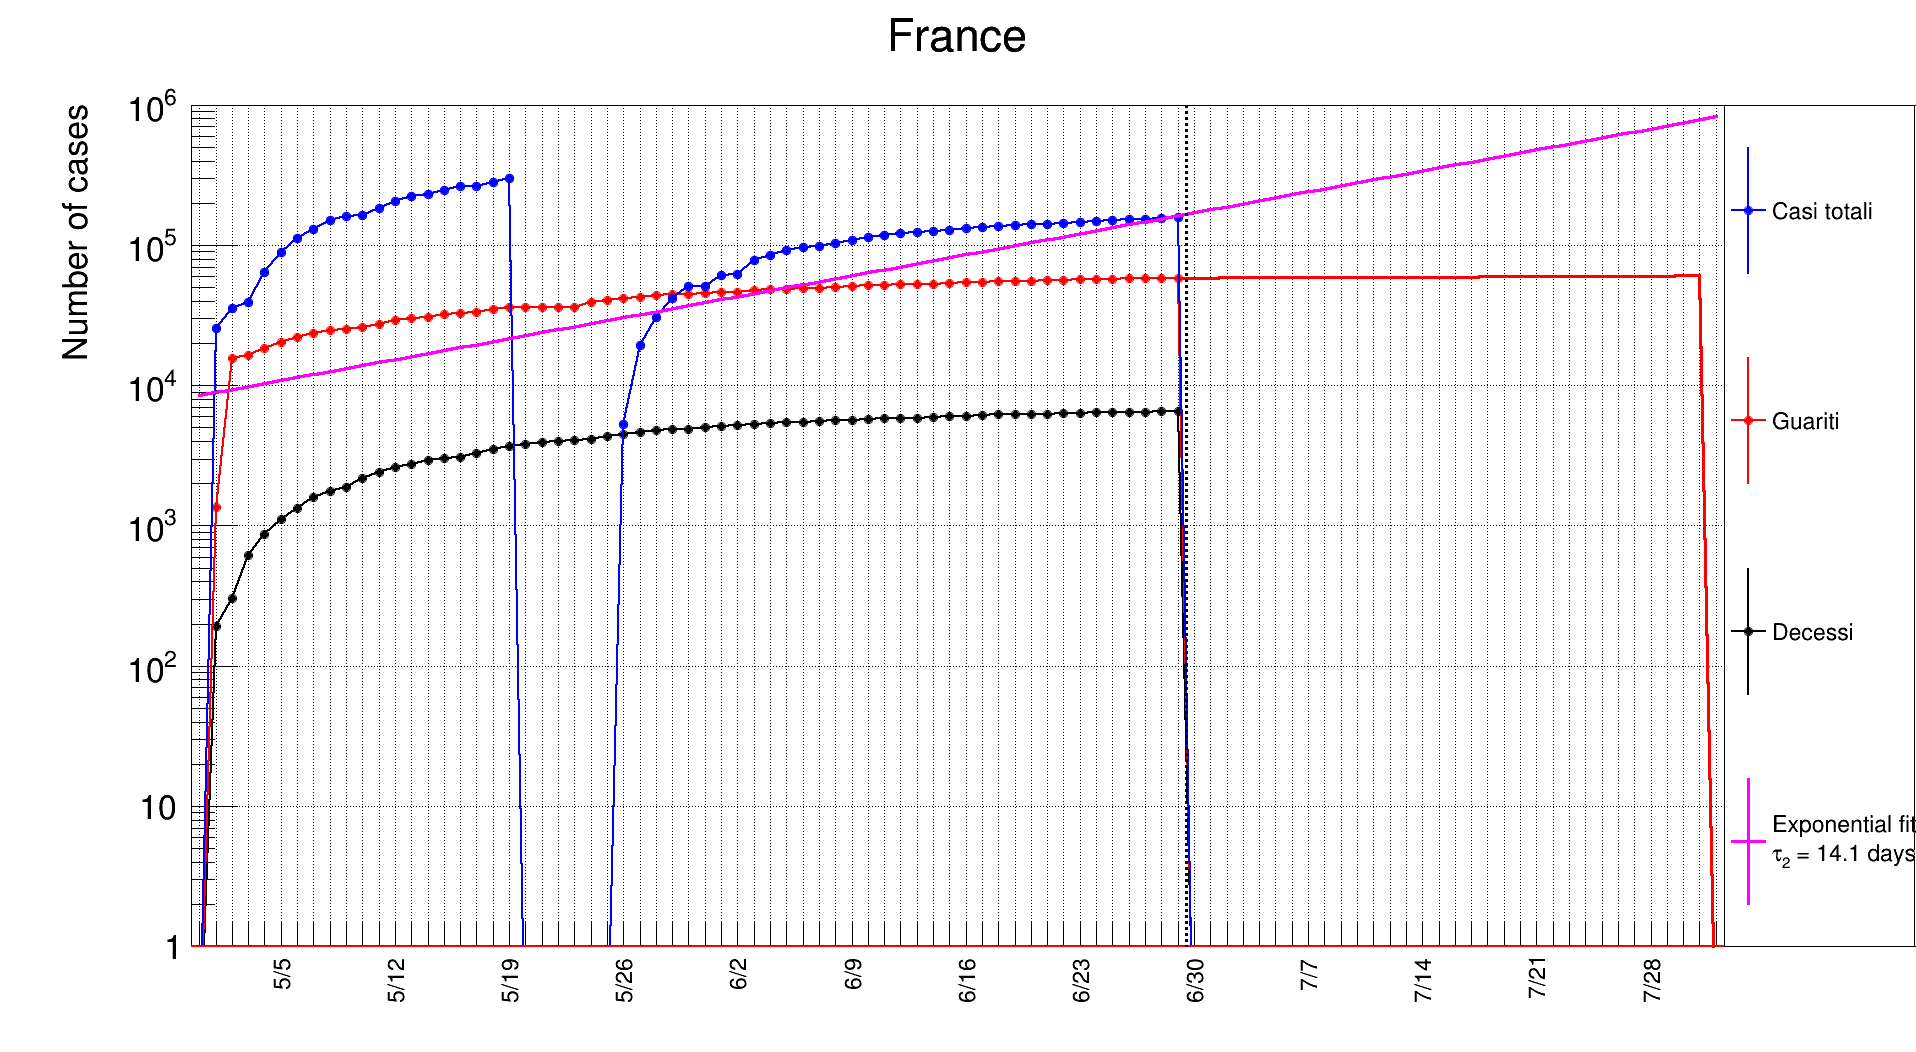 France
Number of cases
10^6
10^5
10^4
10^3
10^2
10
1
5/5
5/12
5/19
5/26
6/2
6/9
6/16
6/23
6/30
7/7
7/14
7/21
7/28
Casi totali
Guariti
Decessi
Exponential fit
τ_2 = 14.1 days